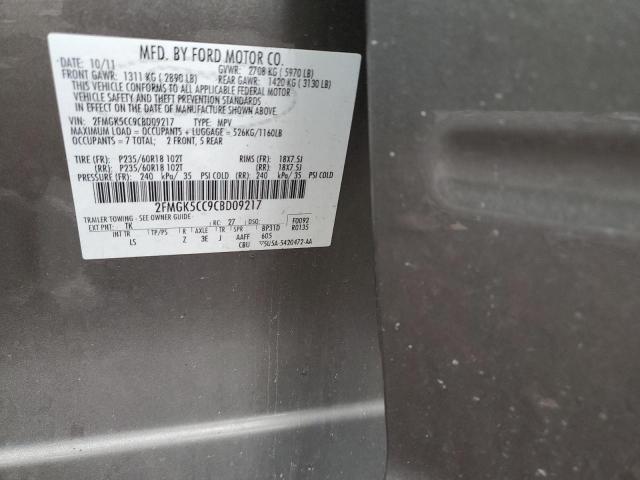 MFD. BY FORD MOTOR CO.
DATE: 10/11 GVWR: 2708 KG ( 5970 LB)
FRONT GAWR: 1311 KG ( 2890 LB) REAR GAWR: 1420 KG ( 3130 LB)
THIS VEHICLE CONFORMS TO ALL APPLICABLE FEDERAL MOTOR
VEHICLE SAFETY AND THEFT PREVENTION STANDARDS
IN EFFECT ON THE DATE OF MANUFACTURE SHOWN ABOVE.
VIN: 2FMGK5CC9CBD09217 TYPE: MPV
MAXIMUM LOAD = OCCUPANTS + LUGGAGE = 526KG/1160LB
OCCUPANTS = 7 TOTAL; 2 FRONT, 5 REAR
TIRE (FR): P235/60R18 102T RIMS (FR): 18X7.5J
(RR): P235/60R18 102T (RR): 18X7.5J
PRESSURE (FR): 240 kPa/ 35 PSI COLD (RR): 240 kPa/ 35 PSI COLD
2FMGK5CC9CBD09217
TRAILER TOWING - SEE OWNER GUIDE F0092
EXT PNT: TK RC: 27 DSO: R0135
INT TR TP/PS R AXLE TR SPR BP31D
LS Z 3E J AAFF 605
CBU 5U5A-5420472-AA